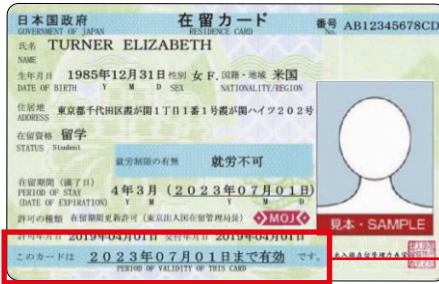 日本国政府 在留カード 番号 AB12345678CD
GOVERNMENT OF JAPAN RESIDENCE CARD No.
氏名 TURNER ELIZABETH
NAME
生年月日 1985年12月31日 性別 女 F. 国籍・地域 米国
DATE OF BIRTH Y M D SEX NATIONALITY/REGION
住居地 東京都千代田区霞が関1丁目1番1号霞が関ハイツ202号
ADDRESS
在留資格 留学
STATUS Student
就労制限の有無 就労不可
在留期間(満了日) 4年3月(2023年07月01日)
PERIOD OF STAY
(DATE OF EXPIRATION) Y M Y M D
許可の種類 在留期間更新許可(東京出入国在留管理局長) MOJ
見本・SAMPLE
許可年月日 2019年04月01日 交付年月日 2019年04月01日
このカードは 2023年07月01日まで有効 です。
PERIOD OF VALIDITY OF THIS CARD